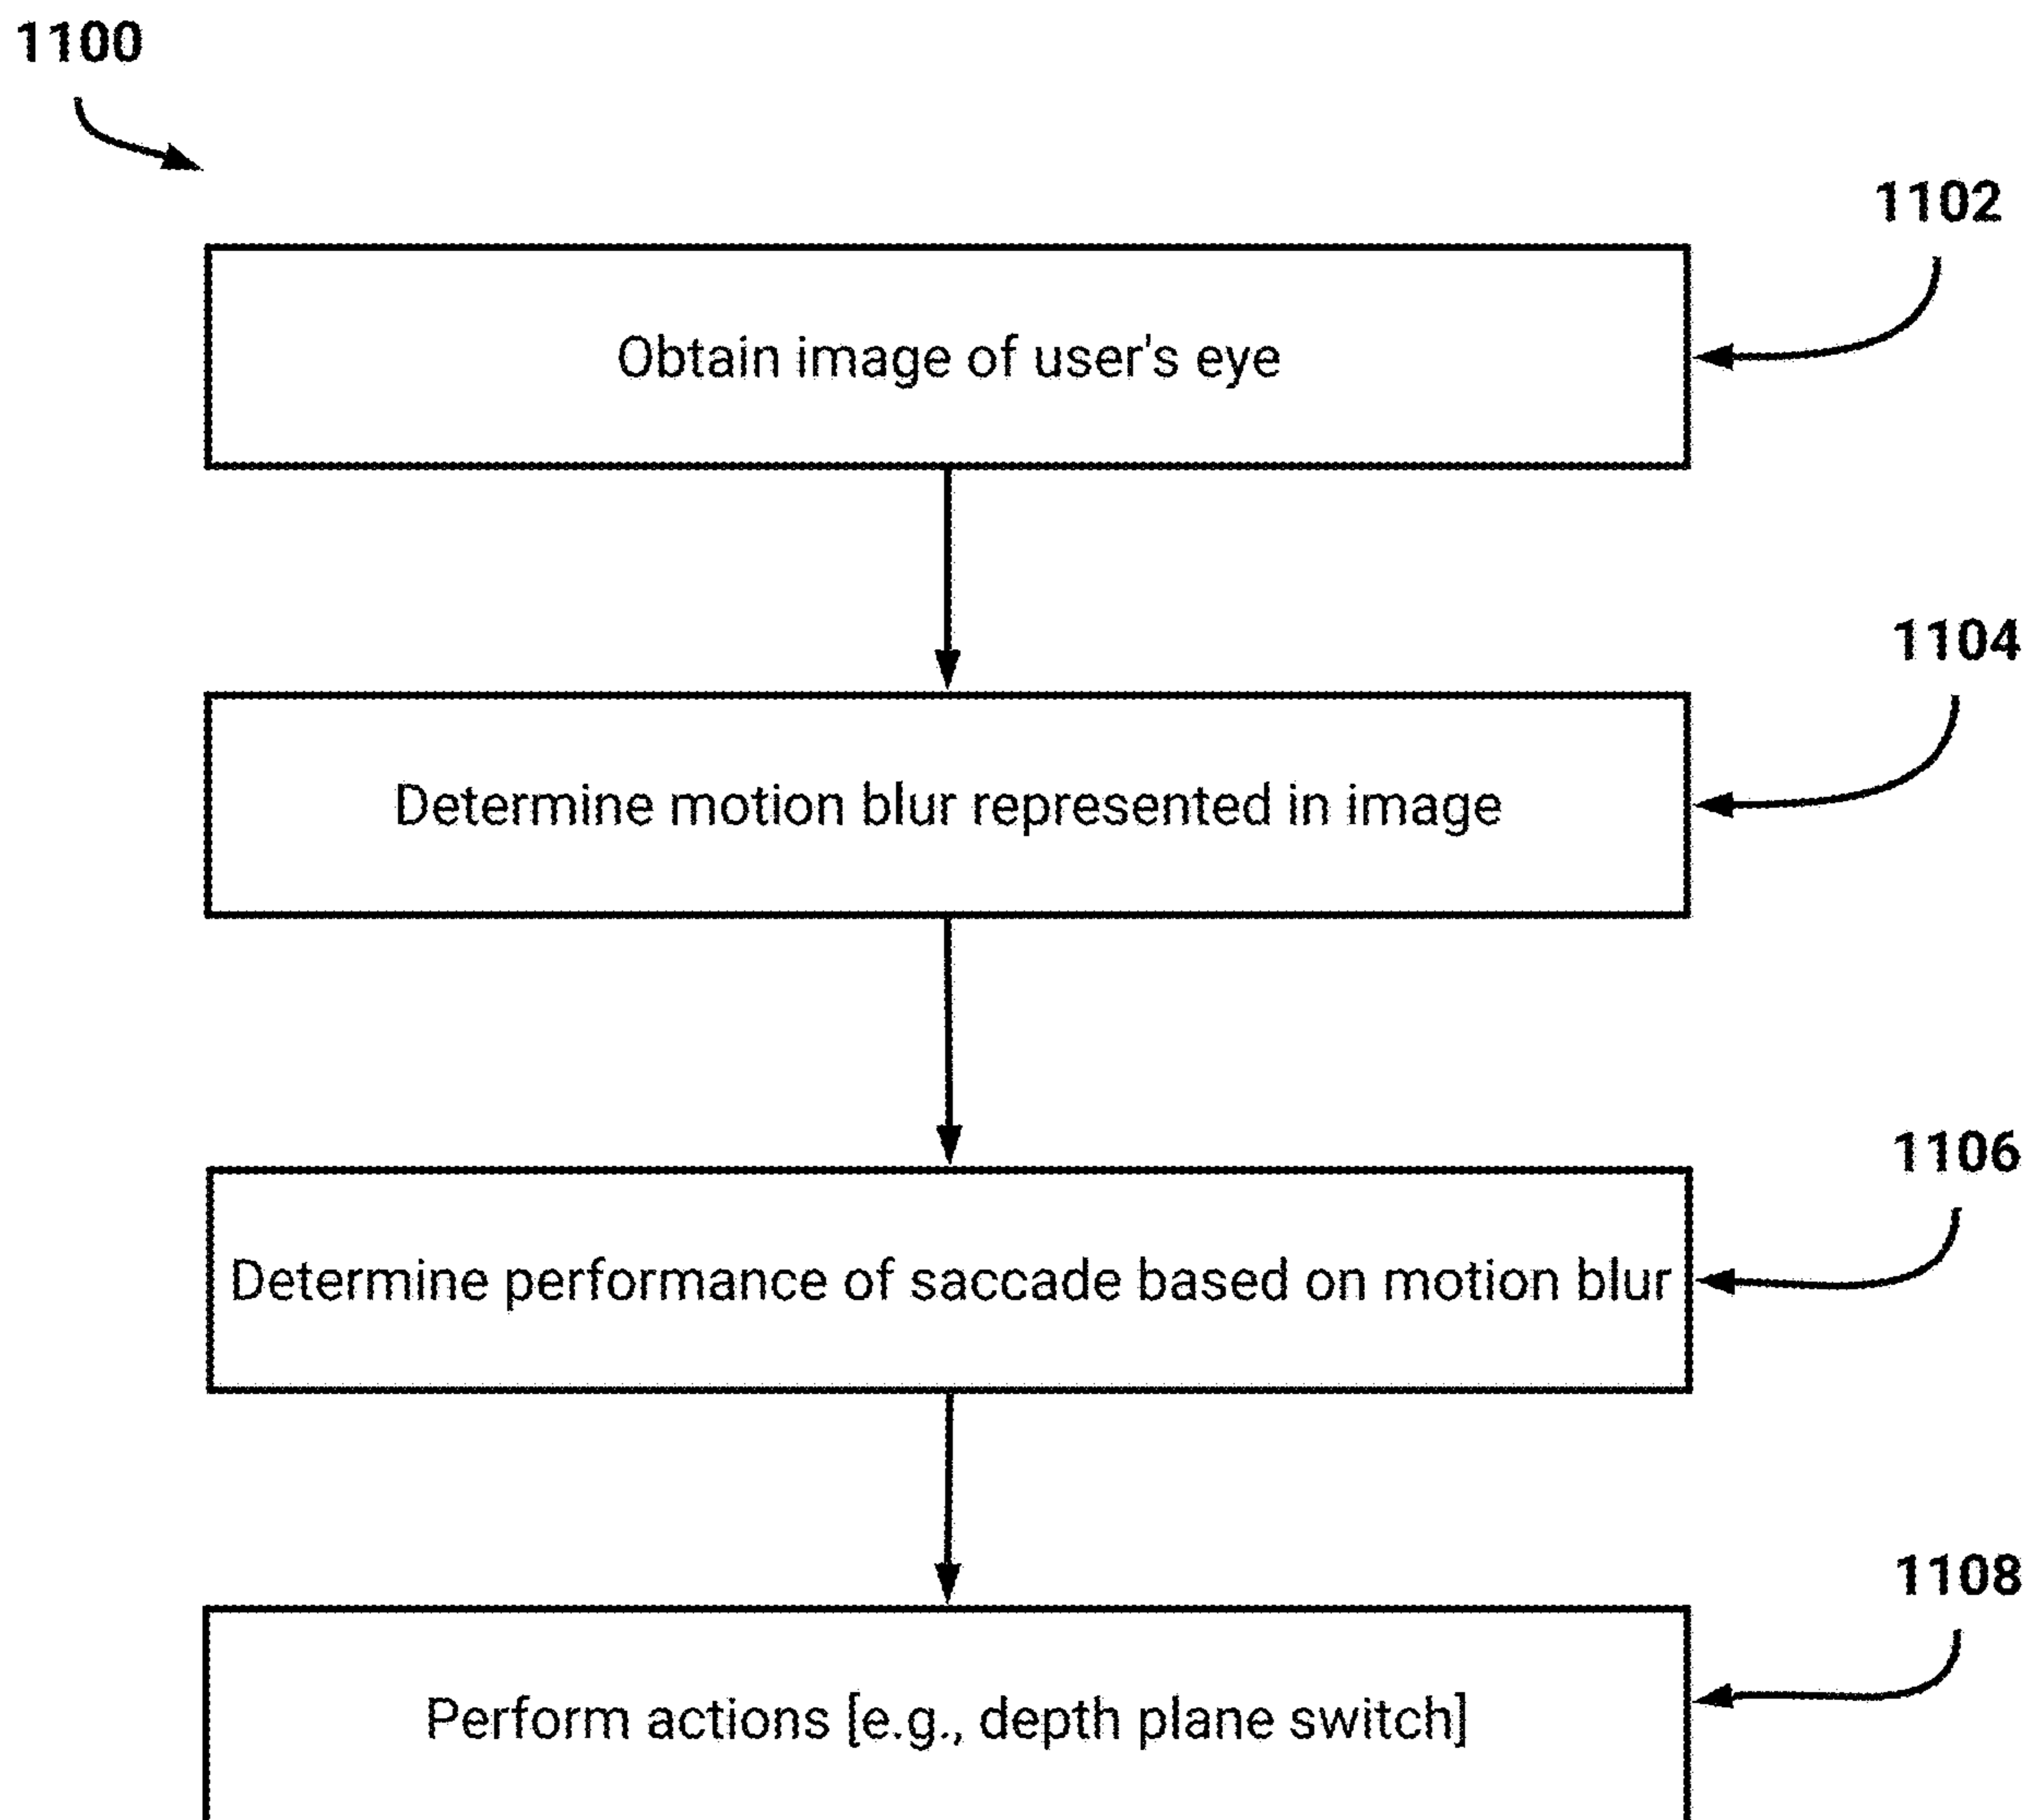 1100
1102
Obtain image of user's eye
1104
Determine motion blur represented in image
1106
Determine performance of saccade based on motion blur
1108
Perform actions [e.g., depth plane switch]